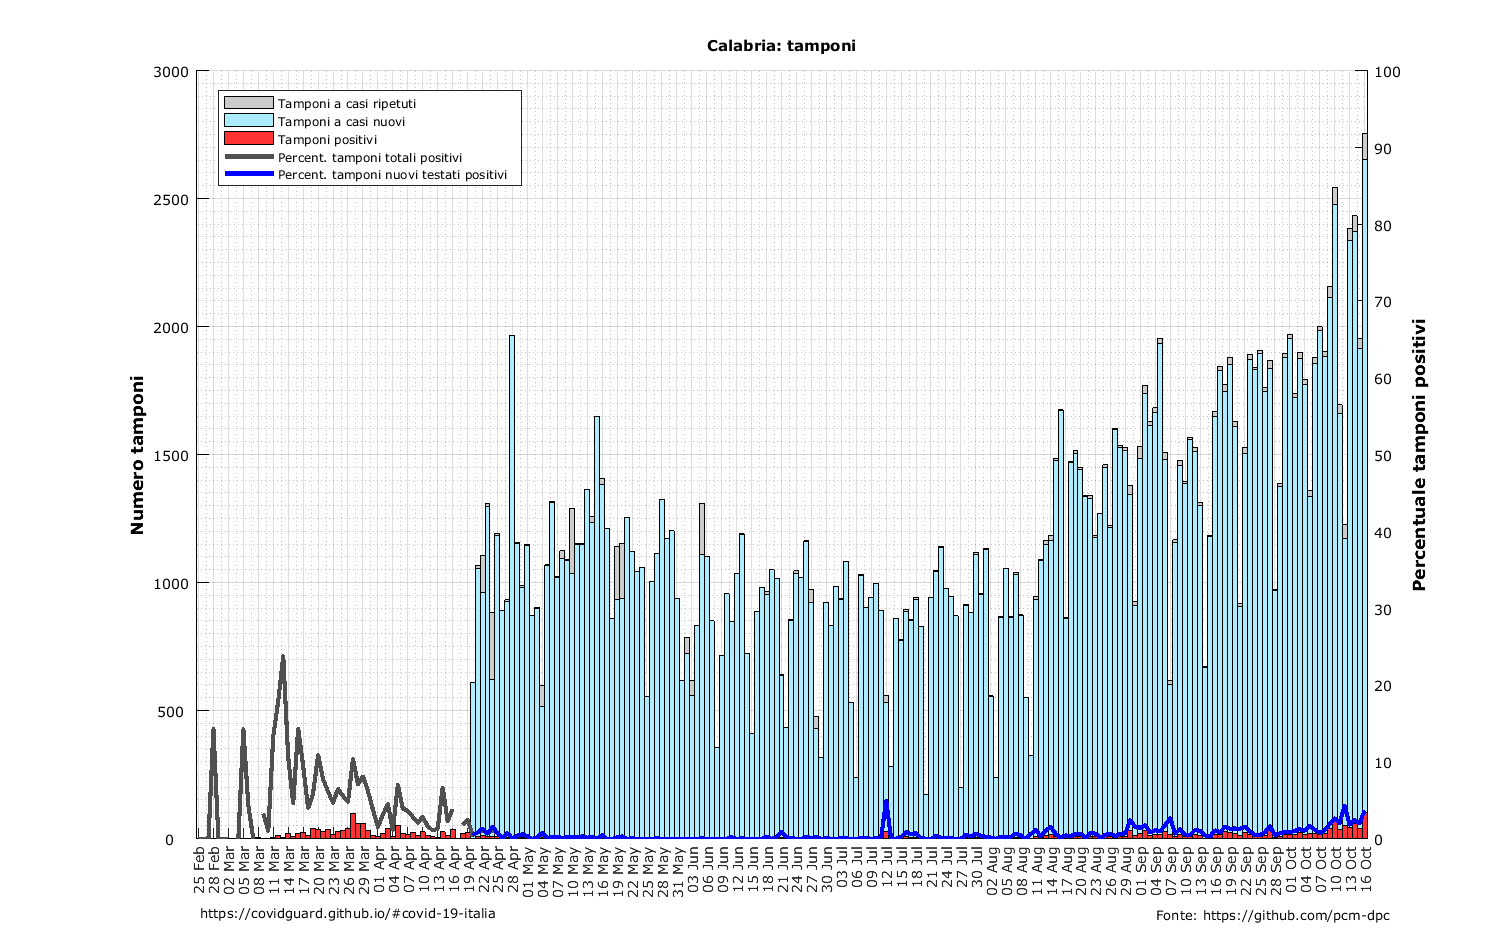 Calabria: tamponi
3000
2500
2000
1500
1000
500
0
Numero tamponi
Tamponi a casi ripetuti
Tamponi a casi nuovi
Tamponi positivi
Percent. tamponi totali positivi
Percent. tamponi nuovi testati positivi
100
90
80
70
60
50
40
30
20
10
0
Percentuale tamponi positivi
25 Feb
28 Feb
02 Mar
05 Mar
08 Mar
11 Mar
14 Mar
17 Mar
20 Mar
23 Mar
26 Mar
29 Mar
01 Apr
04 Apr
07 Apr
10 Apr
13 Apr
16 Apr
19 Apr
22 Apr
25 Apr
28 Apr
01 May
04 May
07 May
10 May
13 May
16 May
19 May
22 May
25 May
28 May
31 May
03 Jun
06 Jun
09 Jun
12 Jun
15 Jun
18 Jun
21 Jun
24 Jun
27 Jun
30 Jun
03 Jul
06 Jul
09 Jul
12 Jul
15 Jul
18 Jul
21 Jul
24 Jul
27 Jul
30 Jul
02 Aug
05 Aug
08 Aug
11 Aug
14 Aug
17 Aug
20 Aug
23 Aug
26 Aug
29 Aug
01 Sep
04 Sep
07 Sep
10 Sep
13 Sep
16 Sep
19 Sep
22 Sep
25 Sep
28 Sep
01 Oct
04 Oct
07 Oct
10 Oct
13 Oct
16 Oct
https://covidguard.github.io/#covid-19-italia
Fonte: https://github.com/pcm-dpc